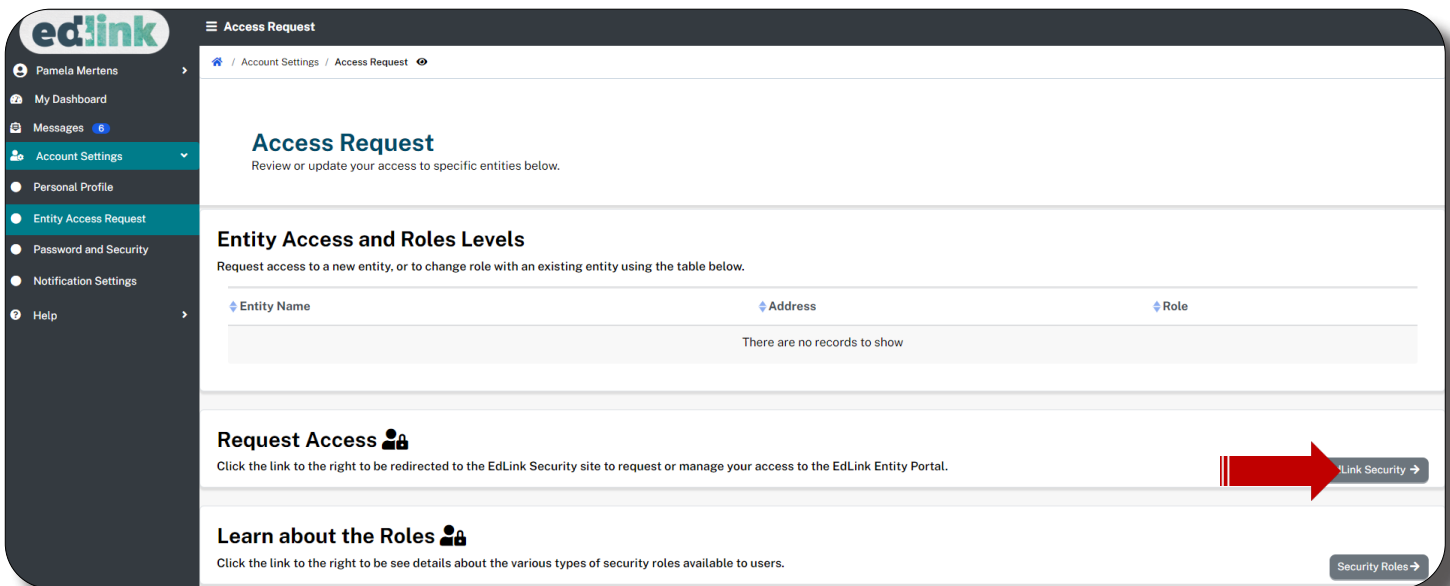 edlink
Access Request
Pamela Mertens
My Dashboard
Messages 6
Account Settings
Personal Profile
Entity Access Request
Password and Security
Notification Settings
Help
/ Account Settings / Access Request
Access Request
Review or update your access to specific entities below.
Entity Access and Roles Levels
Request access to a new entity, or to change role with an existing entity using the table below.
Entity Name Address Role
There are no records to show
Request Access
Click the link to the right to be redirected to the EdLink Security site to request or manage your access to the EdLink Entity Portal.
Link Security
Learn about the Roles
Click the link to the right to be see details about the various types of security roles available to users.
Security Roles